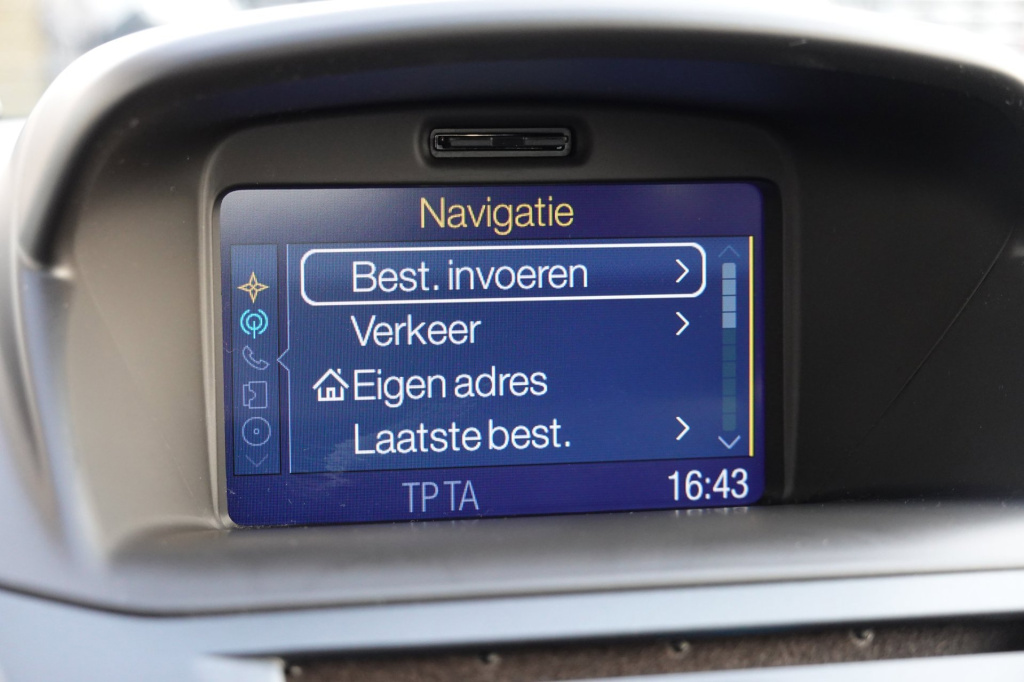 Navigatie
Best. invoeren
Verkeer
Eigen adres
Laatste best.
TP TA 16:43